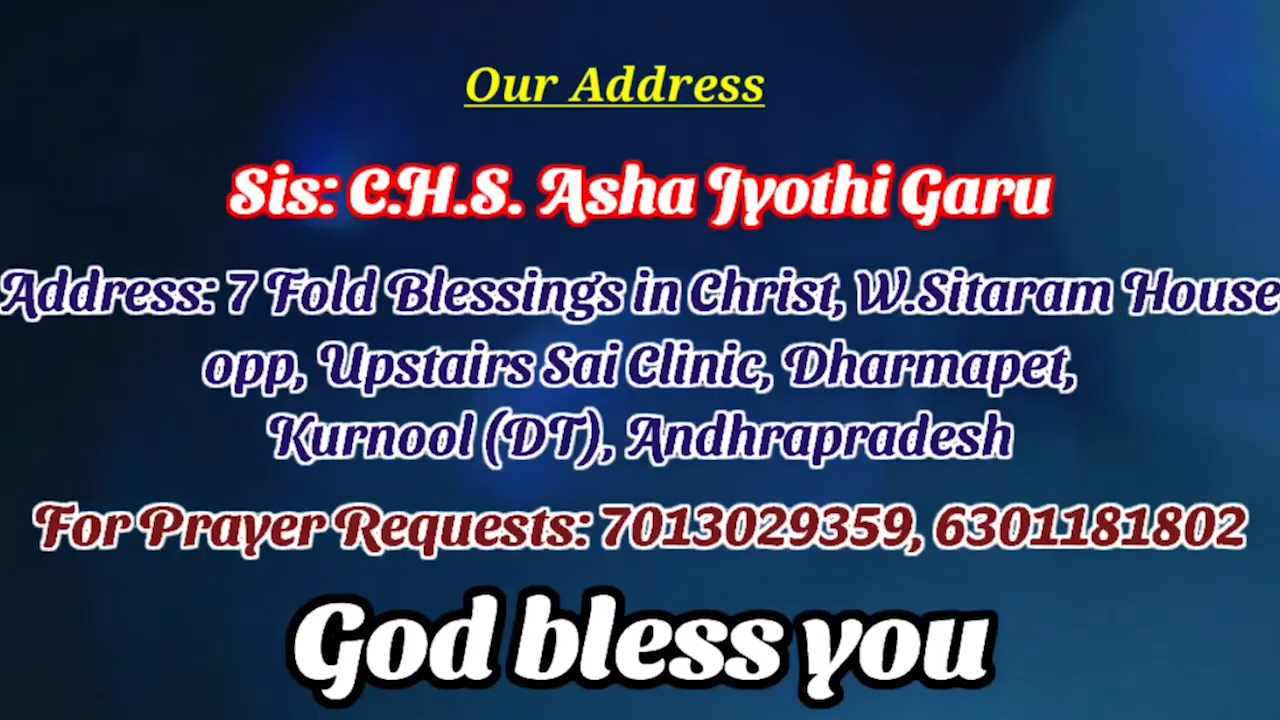 Our Address
Sis: C.H.S. Asha Jyothi Garu
Address: 7 Fold Blessings in Christ, W.Sitaram House
opp, Upstairs Sai Clinic, Dharmapet,
Kurnool (DT), Andhrapradesh
For Prayer Requests: 7013029359, 6301181802
God bless you